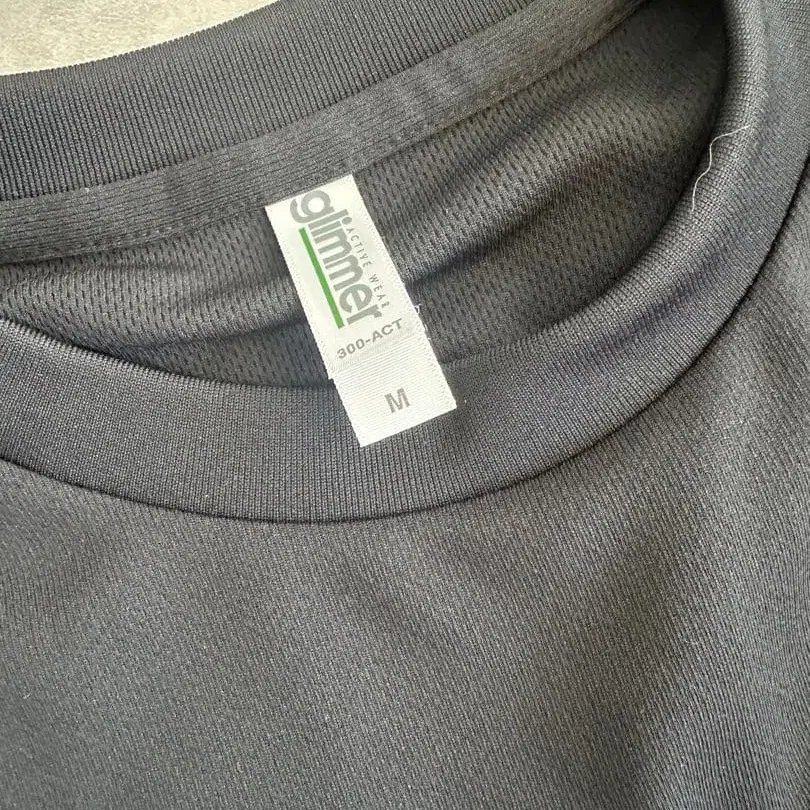 glimmer
ACTIVE WEAR
300-ACT
M